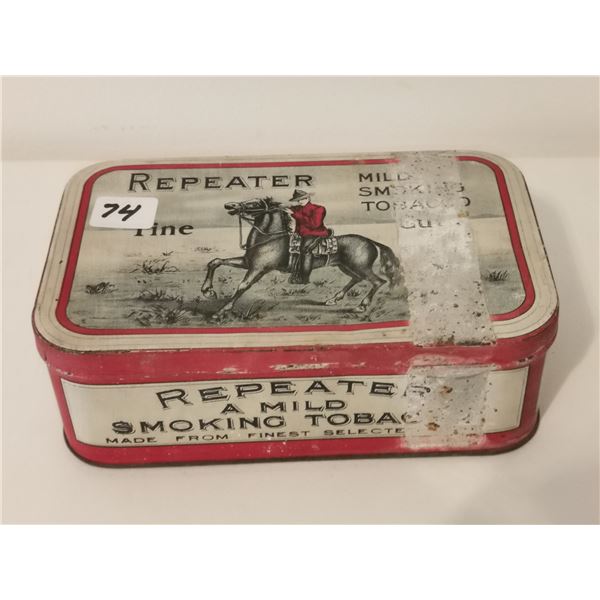 REPEATER
MILD
SMOKING
TOBACCO
74
Fine
Cut
REPEATER
A MILD
SMOKING TOBAC
MADE FROM FINEST SELECTE